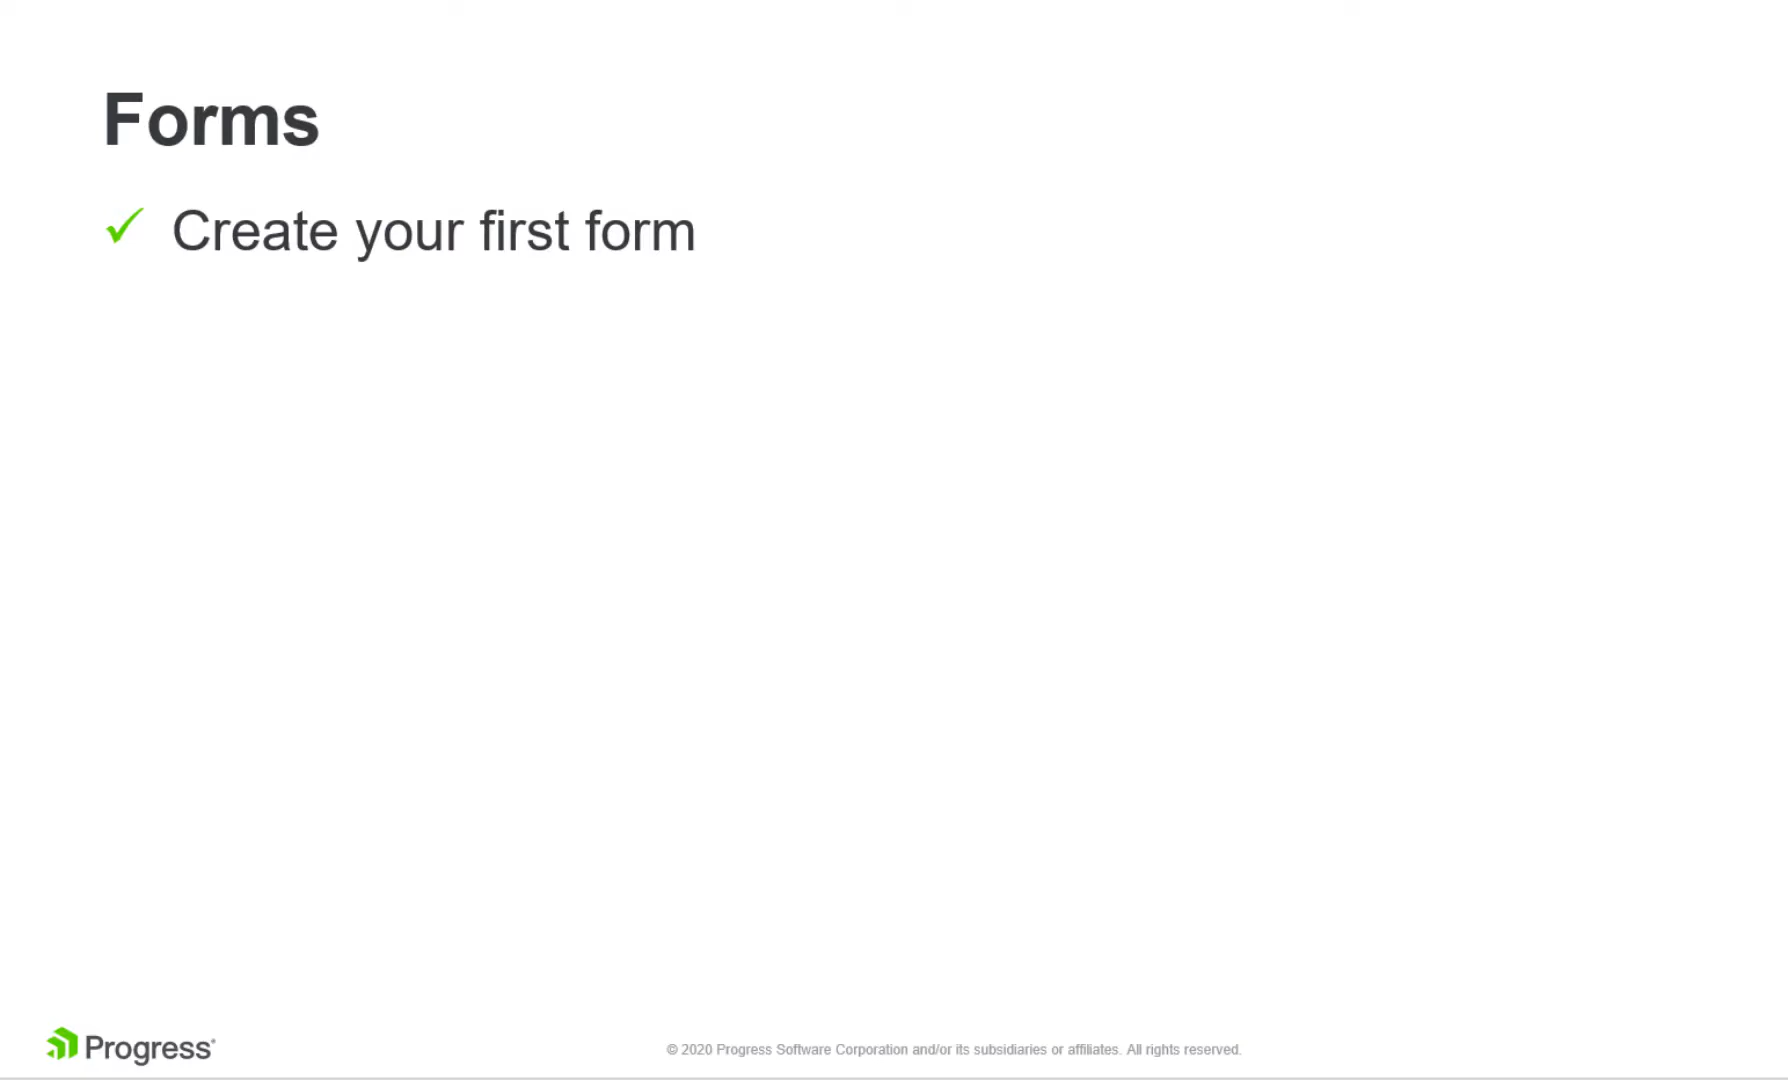 Forms
✓ Create your first form
Progress®
© 2020 Progress Software Corporation and/or its subsidiaries or affiliates. All rights reserved.